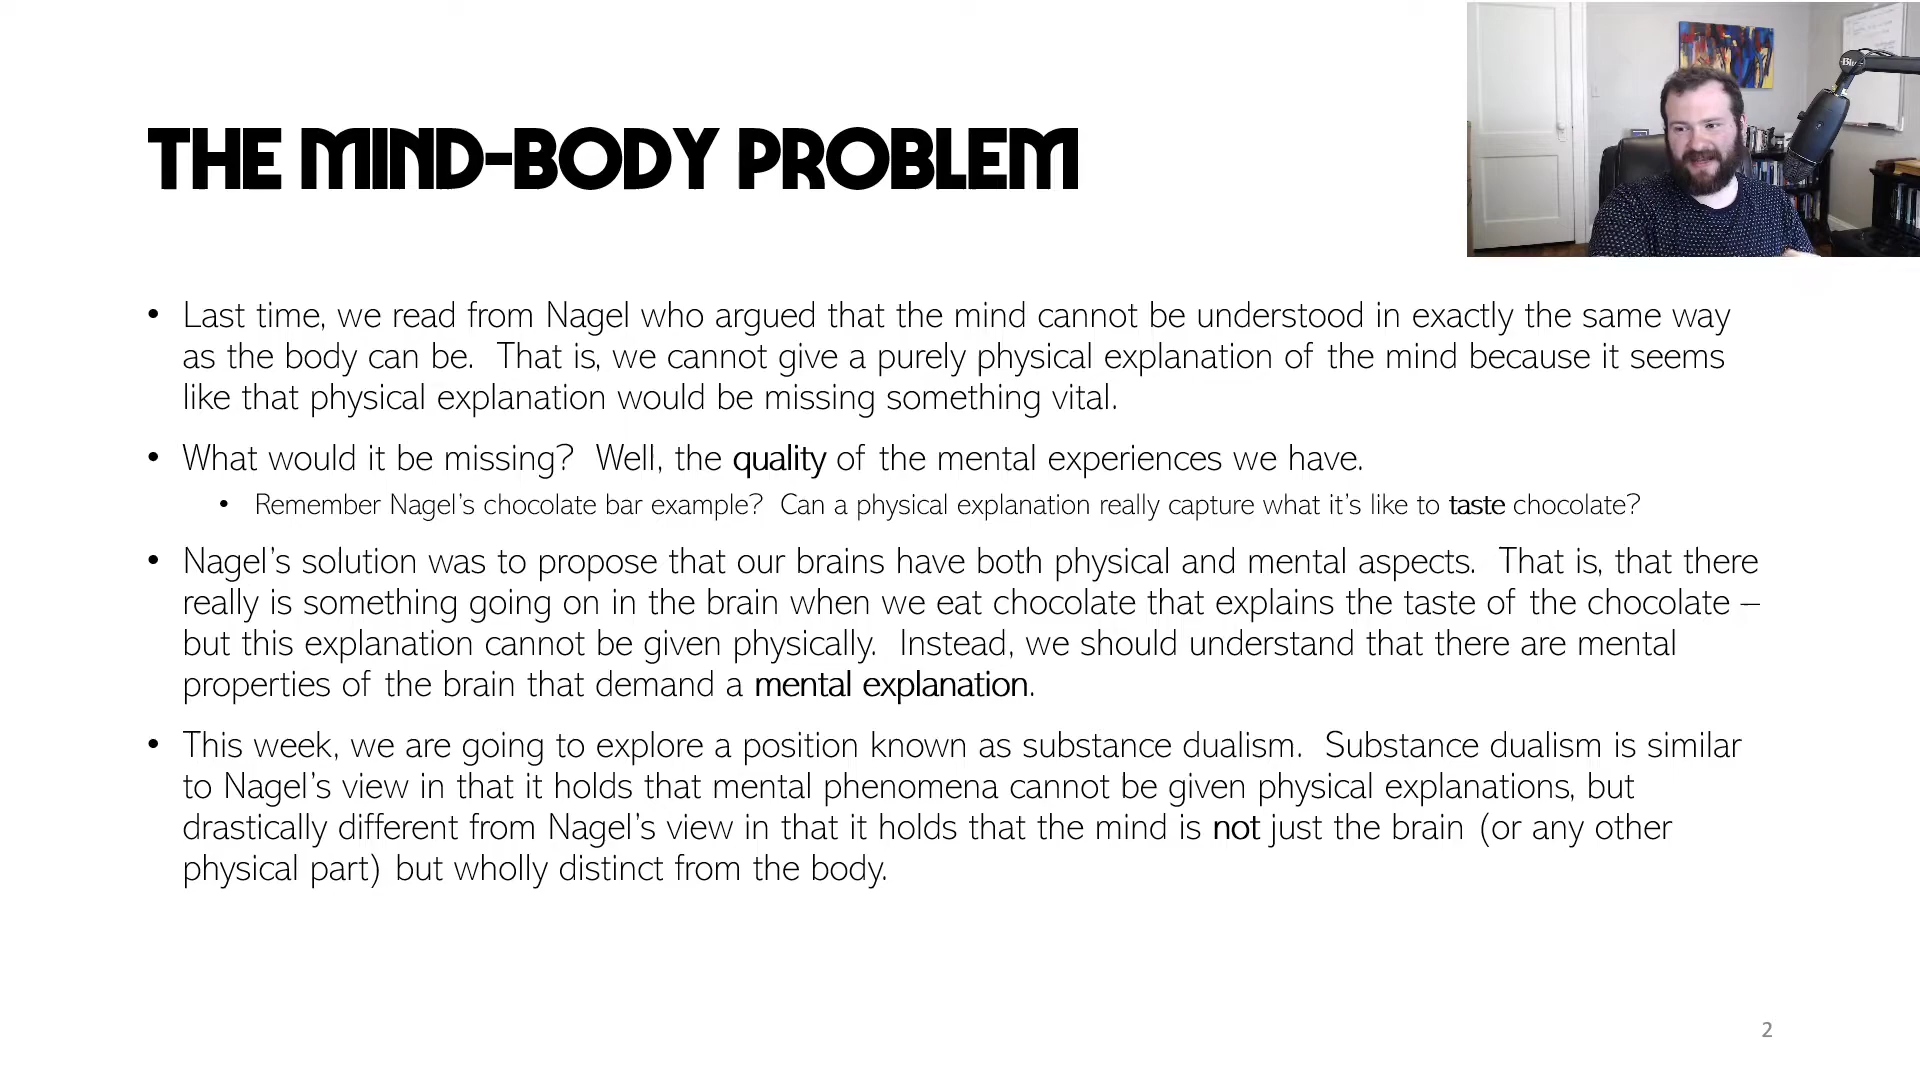 THE MIND-BODY PROBLEM
Blu
• Last time, we read from Nagel who argued that the mind cannot be understood in exactly the same way
as the body can be.  That is, we cannot give a purely physical explanation of the mind because it seems
like that physical explanation would be missing something vital.
• What would it be missing?  Well, the quality of the mental experiences we have.
• Remember Nagel’s chocolate bar example?  Can a physical explanation really capture what it’s like to taste chocolate?
• Nagel’s solution was to propose that our brains have both physical and mental aspects.  That is, that there
really is something going on in the brain when we eat chocolate that explains the taste of the chocolate –
but this explanation cannot be given physically.  Instead, we should understand that there are mental
properties of the brain that demand a mental explanation.
• This week, we are going to explore a position known as substance dualism.  Substance dualism is similar
to Nagel’s view in that it holds that mental phenomena cannot be given physical explanations, but
drastically different from Nagel’s view in that it holds that the mind is not just the brain (or any other
physical part) but wholly distinct from the body.
2